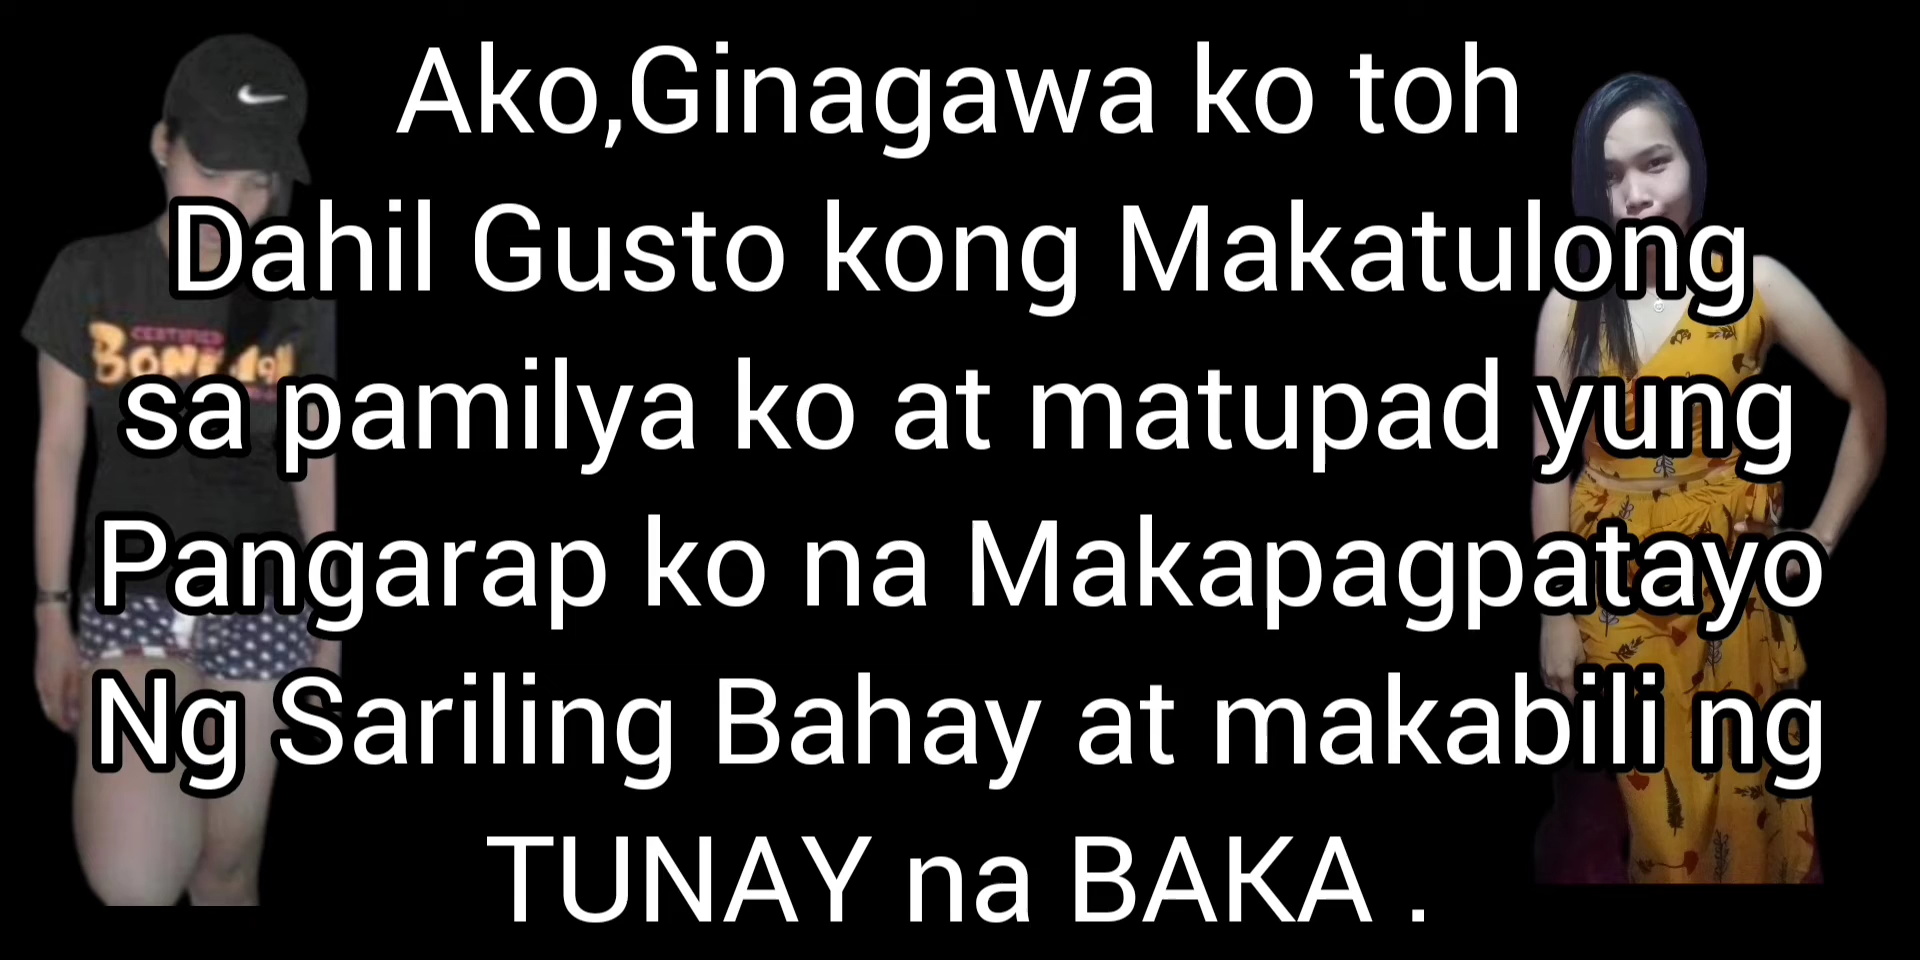 Ako,Ginagawa ko toh
Dahil Gusto kong Makatulong
sa pamilya ko at matupad yung
Pangarap ko na Makapagpatayo
Ng Sariling Bahay at makabili ng
TUNAY na BAKA .
CERTIFIED